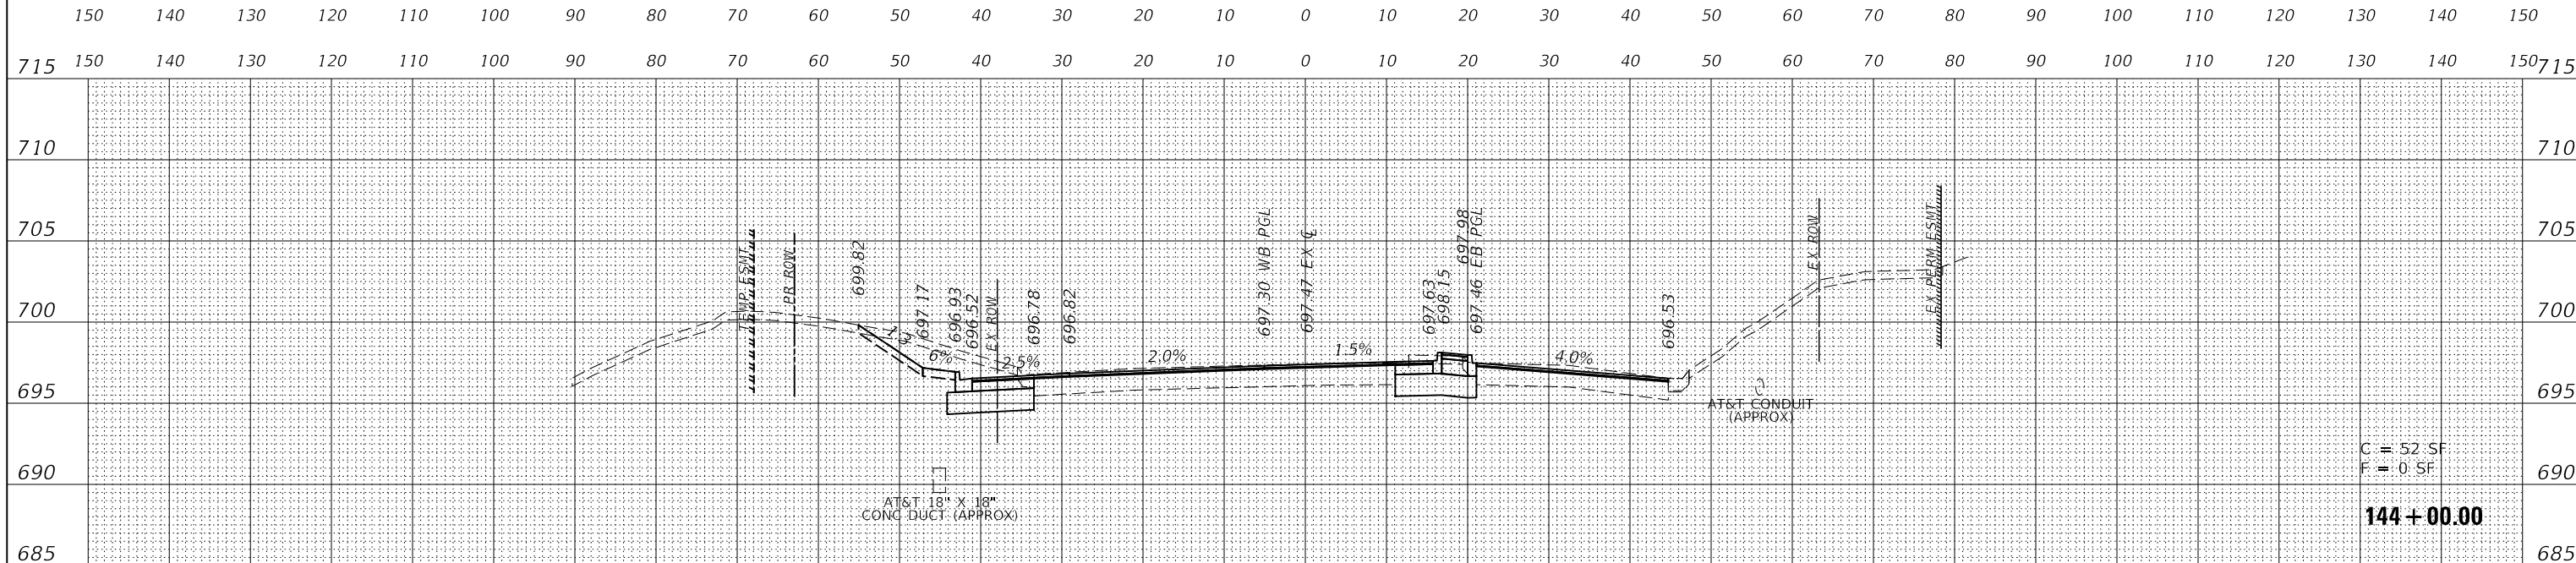 150 140 130 120 110 100 90 80 70 60 50 40 30 20 10 0 10 20 30 40 50 60 70 80 90 100 110 120 130 140 150
150 140 130 120 110 100 90 80 70 60 50 40 30 20 10 0 10 20 30 40 50 60 70 80 90 100 110 120 130 140 150
715 715
710 710
705 705
700 700
695 695
690 690
685 685
TEMP ESMT
PR ROW
699.82
697.17
696.93
696.52
EX ROW
696.78
696.82
697.30 WB PGL
697.47 EX ℄
697.63
698.15
697.98
697.46 EB PGL
696.53
EX ROW
EX PERM ESMT
1:3
6%
2.5%
2.0%
1.5%
4.0%
AT&T CONDUIT
(APPROX)
AT&T 18" X 18"
CONC DUCT (APPROX)
C = 52 SF
F = 0 SF
144+00.00